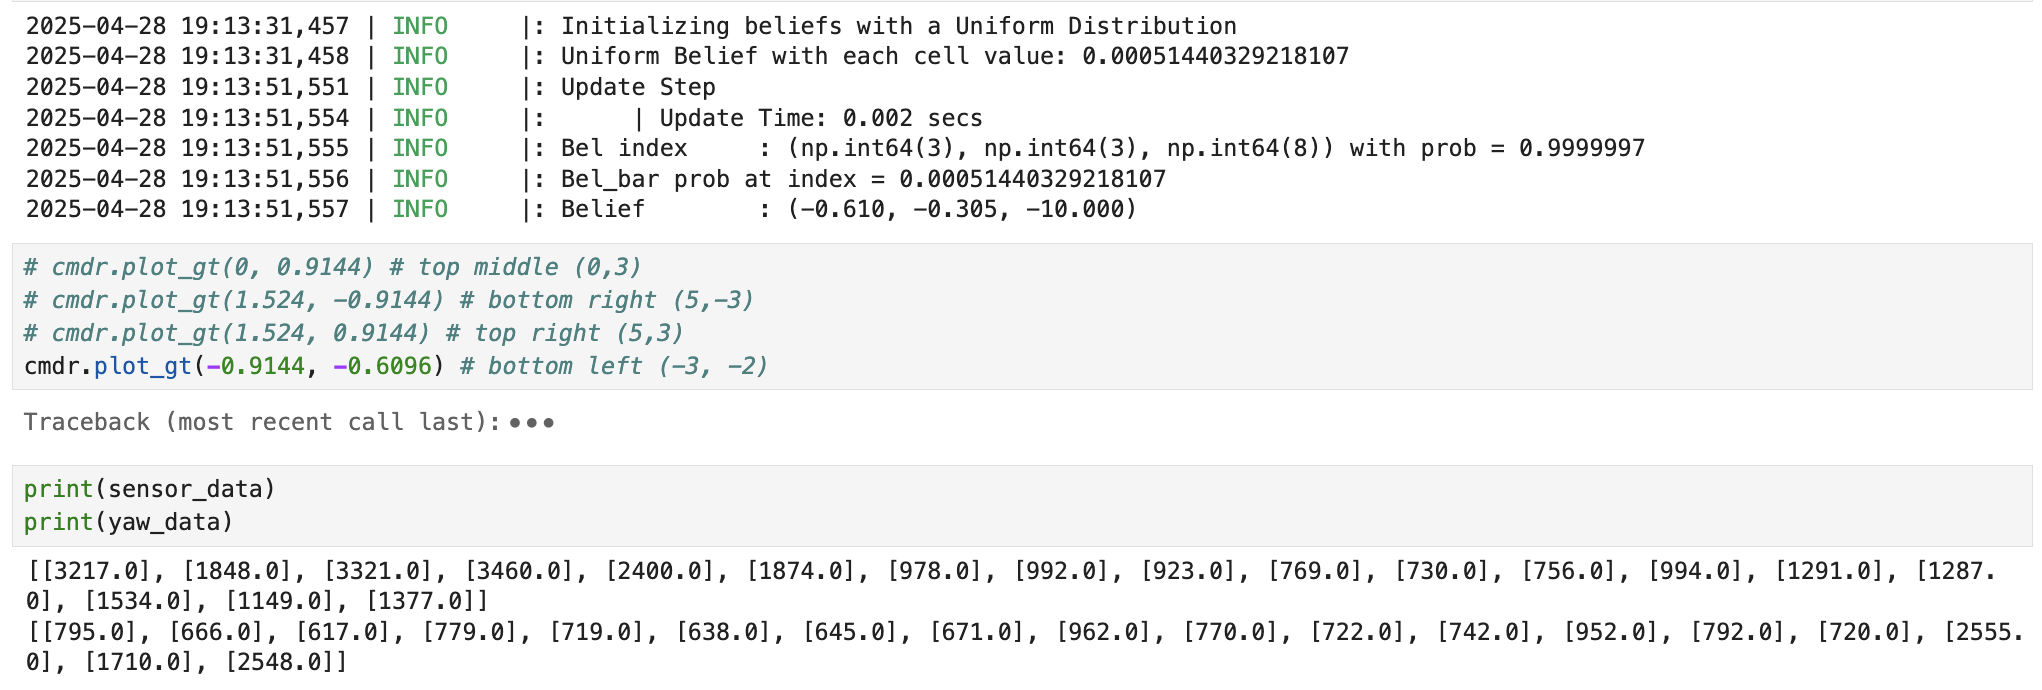 2025-04-28 19:13:31,457 | INFO     |: Initializing beliefs with a Uniform Distribution
2025-04-28 19:13:31,458 | INFO     |: Uniform Belief with each cell value: 0.00051440329218107
2025-04-28 19:13:51,551 | INFO     |: Update Step
2025-04-28 19:13:51,554 | INFO     |:      | Update Time: 0.002 secs
2025-04-28 19:13:51,555 | INFO     |: Bel index     : (np.int64(3), np.int64(3), np.int64(8)) with prob = 0.9999997
2025-04-28 19:13:51,556 | INFO     |: Bel_bar prob at index = 0.00051440329218107
2025-04-28 19:13:51,557 | INFO     |: Belief        : (-0.610, -0.305, -10.000)
# cmdr.plot_gt(0, 0.9144) # top middle (0,3)
# cmdr.plot_gt(1.524, -0.9144) # bottom right (5,-3)
# cmdr.plot_gt(1.524, 0.9144) # top right (5,3)
cmdr.plot_gt(-0.9144, -0.6096) # bottom left (-3, -2)
Traceback (most recent call last):•••
print(sensor_data)
print(yaw_data)
[[3217.0], [1848.0], [3321.0], [3460.0], [2400.0], [1874.0], [978.0], [992.0], [923.0], [769.0], [730.0], [756.0], [994.0], [1291.0], [1287.
0], [1534.0], [1149.0], [1377.0]]
[[795.0], [666.0], [617.0], [779.0], [719.0], [638.0], [645.0], [671.0], [962.0], [770.0], [722.0], [742.0], [952.0], [792.0], [720.0], [2555.
0], [1710.0], [2548.0]]